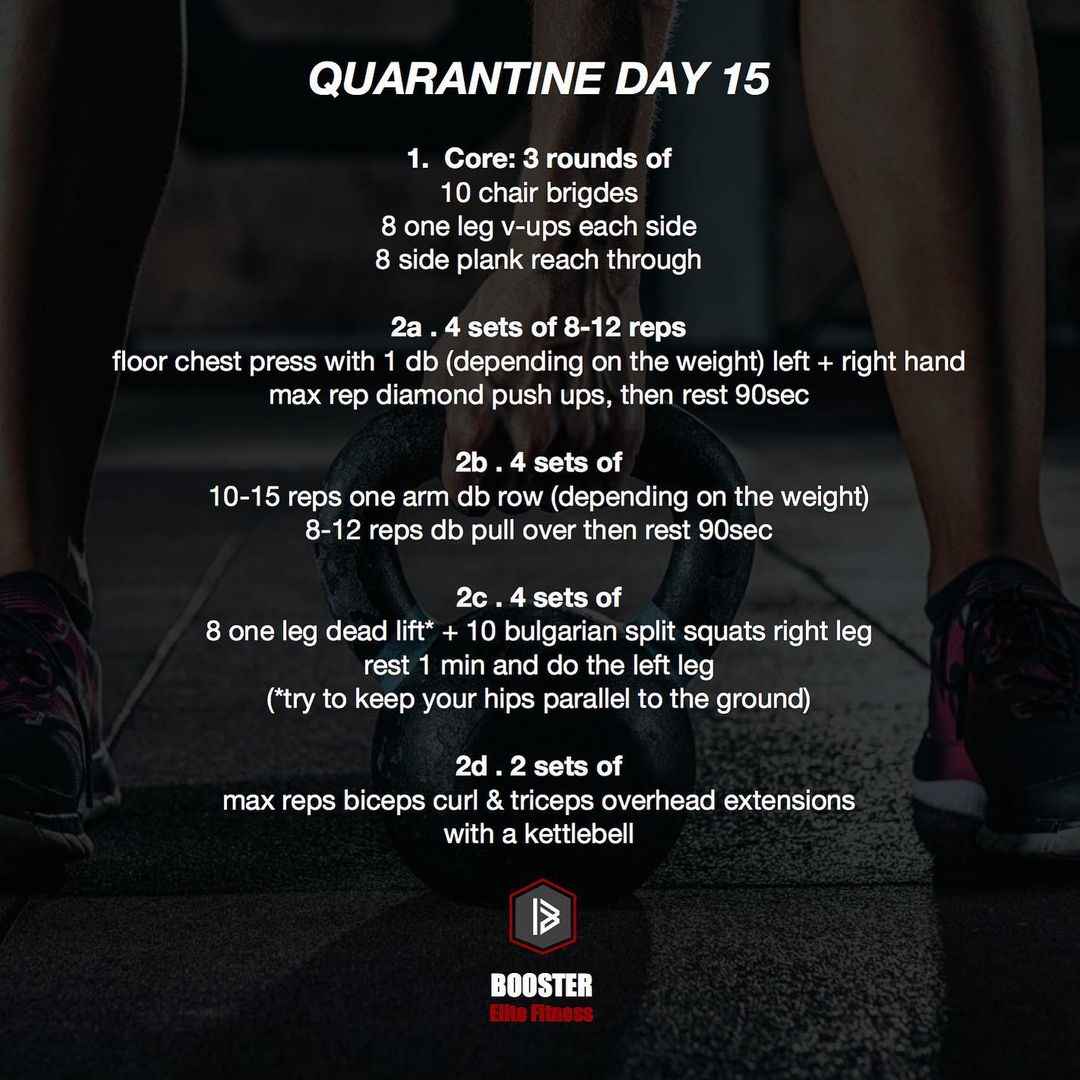 QUARANTINE DAY 15
1. Core: 3 rounds of
10 chair brigdes
8 one leg v-ups each side
8 side plank reach through
2a . 4 sets of 8-12 reps
floor chest press with 1 db (depending on the weight) left + right hand
max rep diamond push ups, then rest 90sec
2b . 4 sets of
10-15 reps one arm db row (depending on the weight)
8-12 reps db pull over then rest 90sec
2c . 4 sets of
8 one leg dead lift* + 10 bulgarian split squats right leg
rest 1 min and do the left leg
(*try to keep your hips parallel to the ground)
2d . 2 sets of
max reps biceps curl & triceps overhead extensions
with a kettlebell
BOOSTER
Elite Fitness